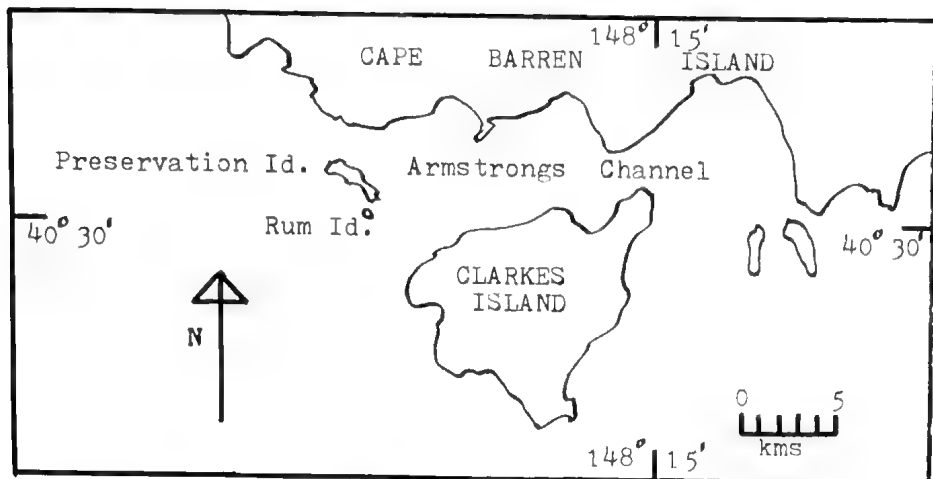 148° 15'
CAPE BARREN ISLAND
Preservation Id. Armstrongs Channel
Rum Id.
40° 30' 40° 30'
CLARKES
ISLAND
N
0 5
kms
148° 15'